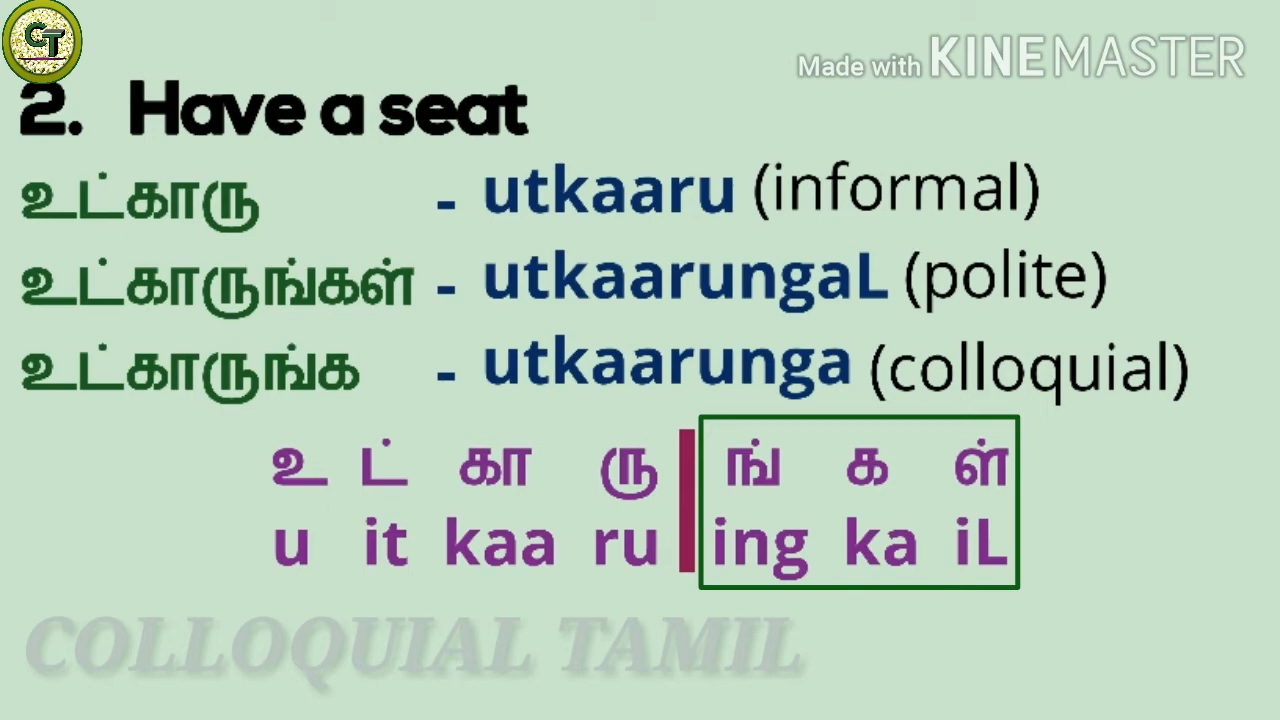 CT
Made with KINEMASTER
2. Have a seat
உட்காரு - utkaaru (informal)
உட்காருங்கள் - utkaarungaL (polite)
உட்காருங்க - utkaarunga (colloquial)
உ ட் கா ரு ங் க ள்
u it kaa ru ing ka iL
COLLOQUIAL TAMIL